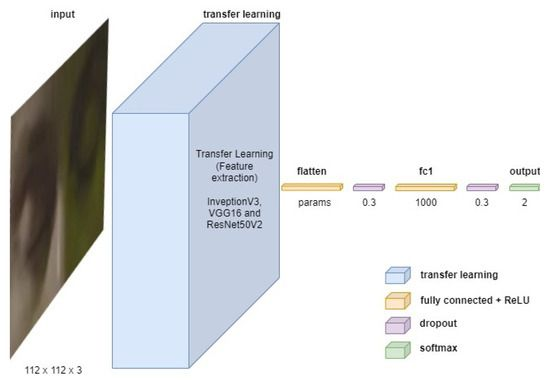 input
transfer learning
Transfer Learning
(Feature
extraction)
InveptionV3,
VGG16 and
ResNet50V2
flatten
fc1
output
params
0.3
1000
0.3
2
transfer learning
fully connected + ReLU
dropout
softmax
112 x 112 x 3